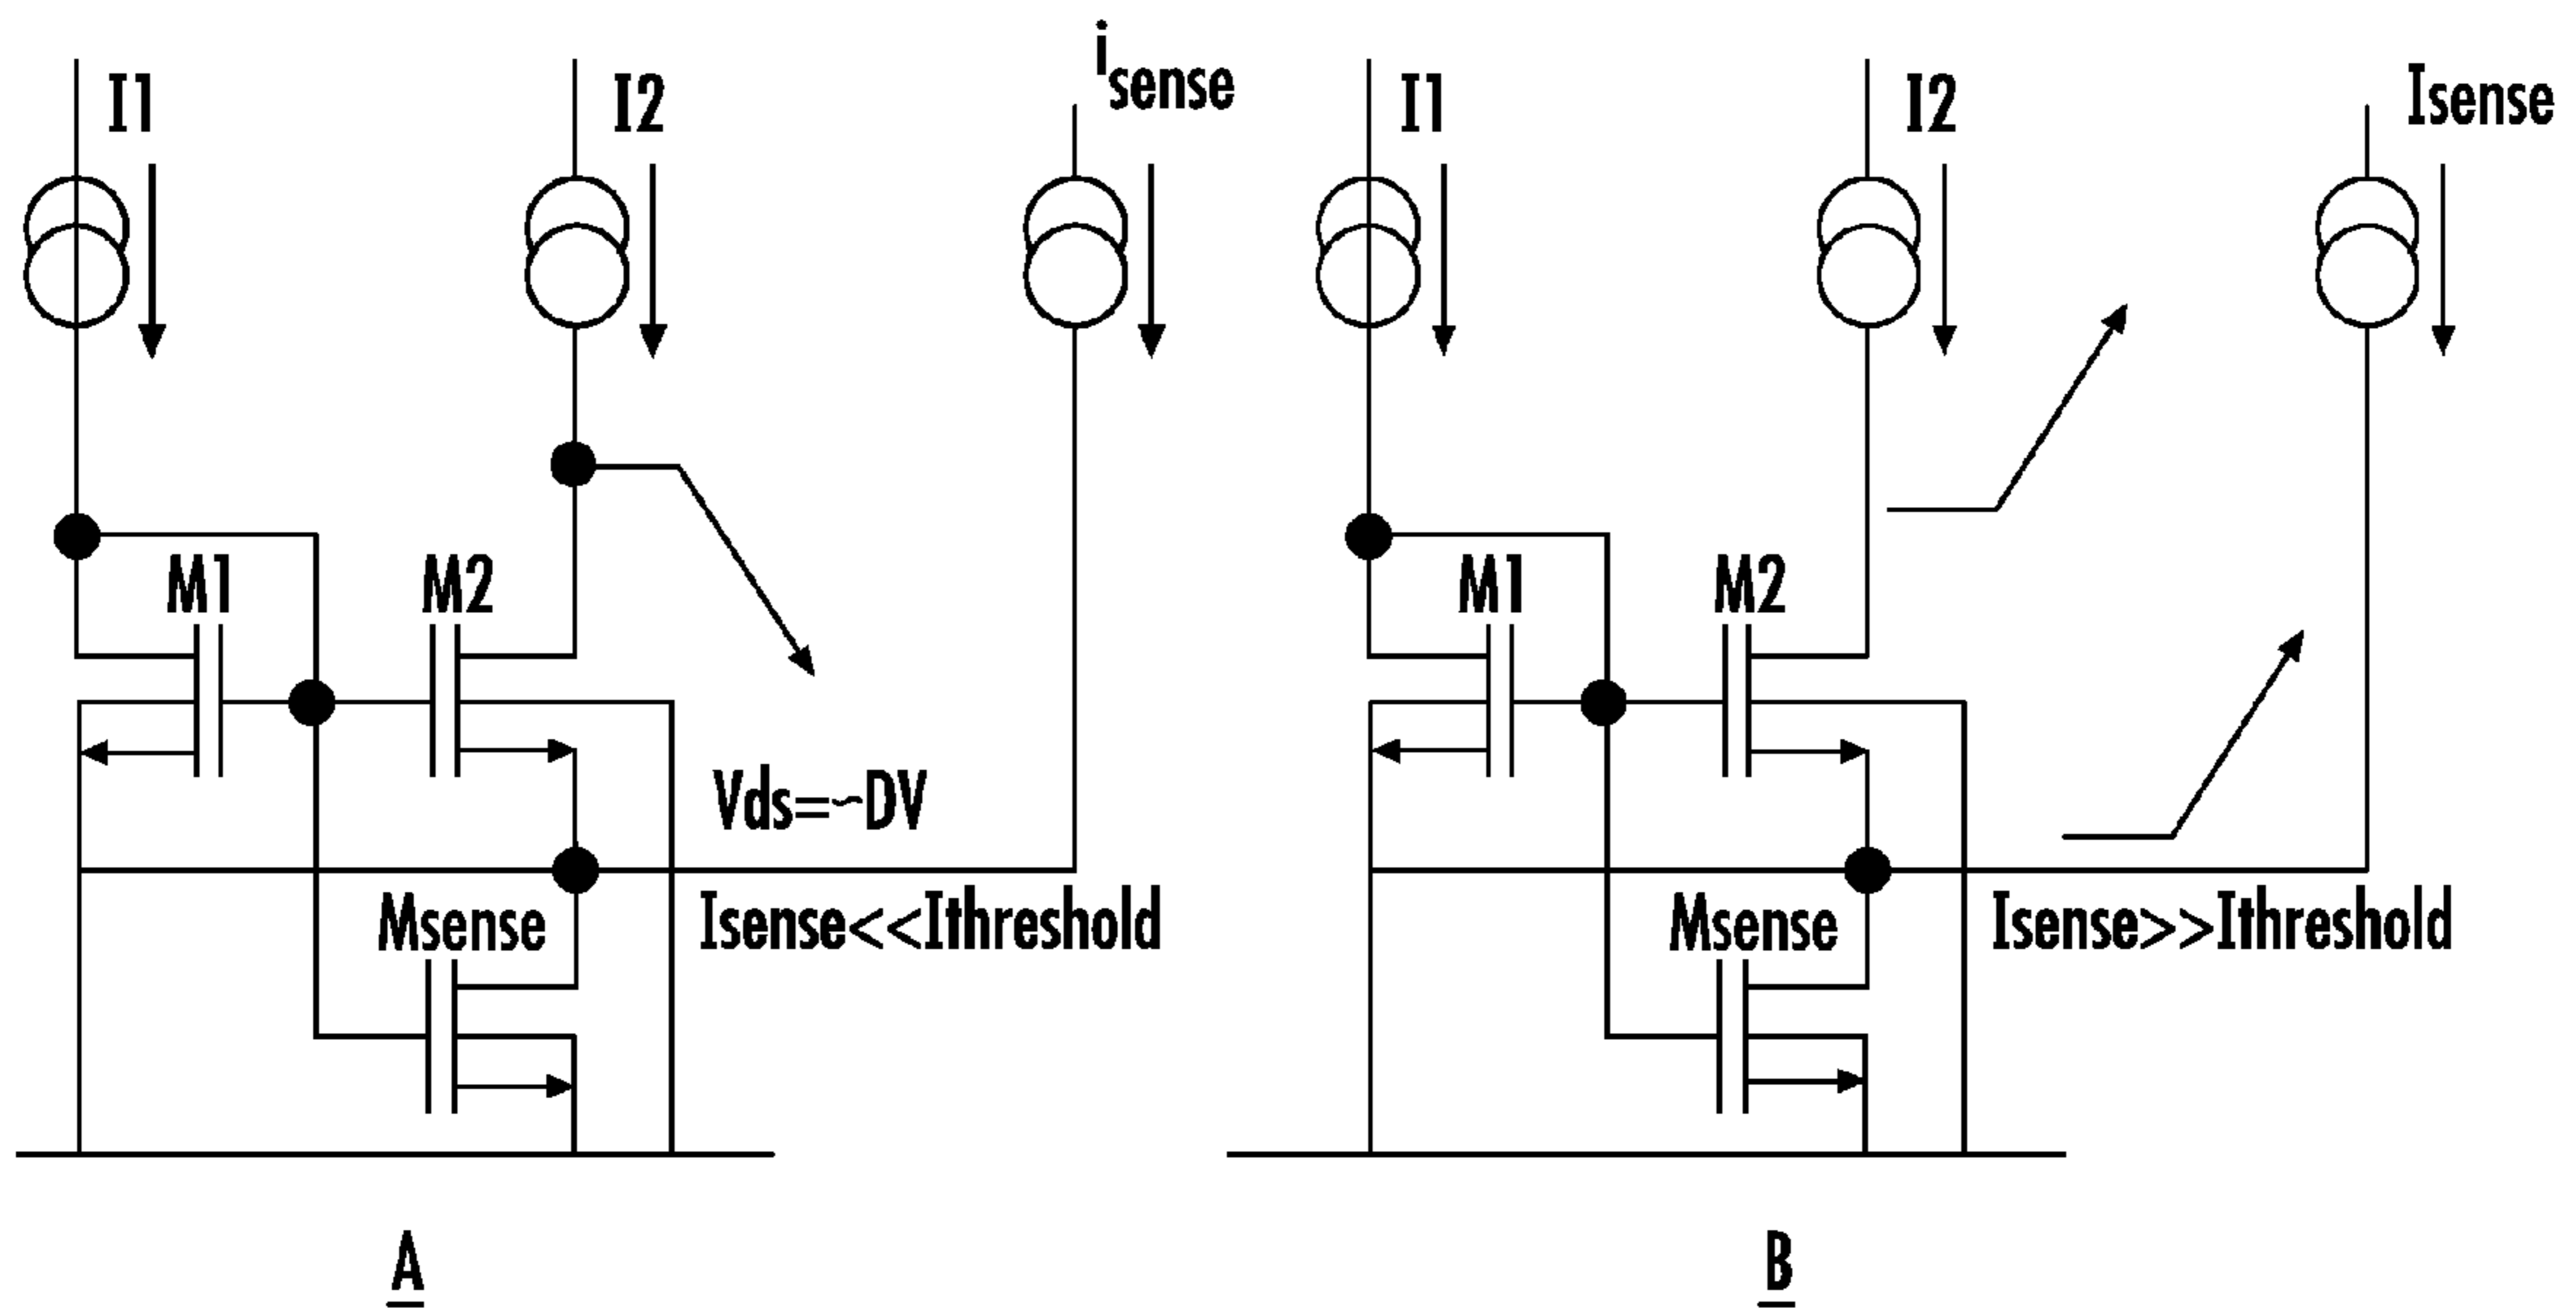 I1
I2
isense
I1
I2
Isense
M1
M2
M1
M2
Vds=~DV
Msense
Isense<<Ithreshold
Msense
Isense>>Ithreshold
A
B